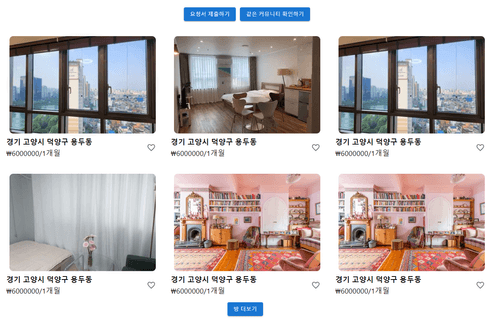 요청서 제출하기 같은 커뮤니티 확인하기
경기 고양시 덕양구 용두동 경기 고양시 덕양구 용두동 경기 고양시 덕양구 용두동
₩6000000/1개월 ₩6000000/1개월 ₩6000000/1개월
경기 고양시 덕양구 용두동 경기 고양시 덕양구 용두동 경기 고양시 덕양구 용두동
₩6000000/1개월 ₩6000000/1개월 ₩6000000/1개월
방 더보기